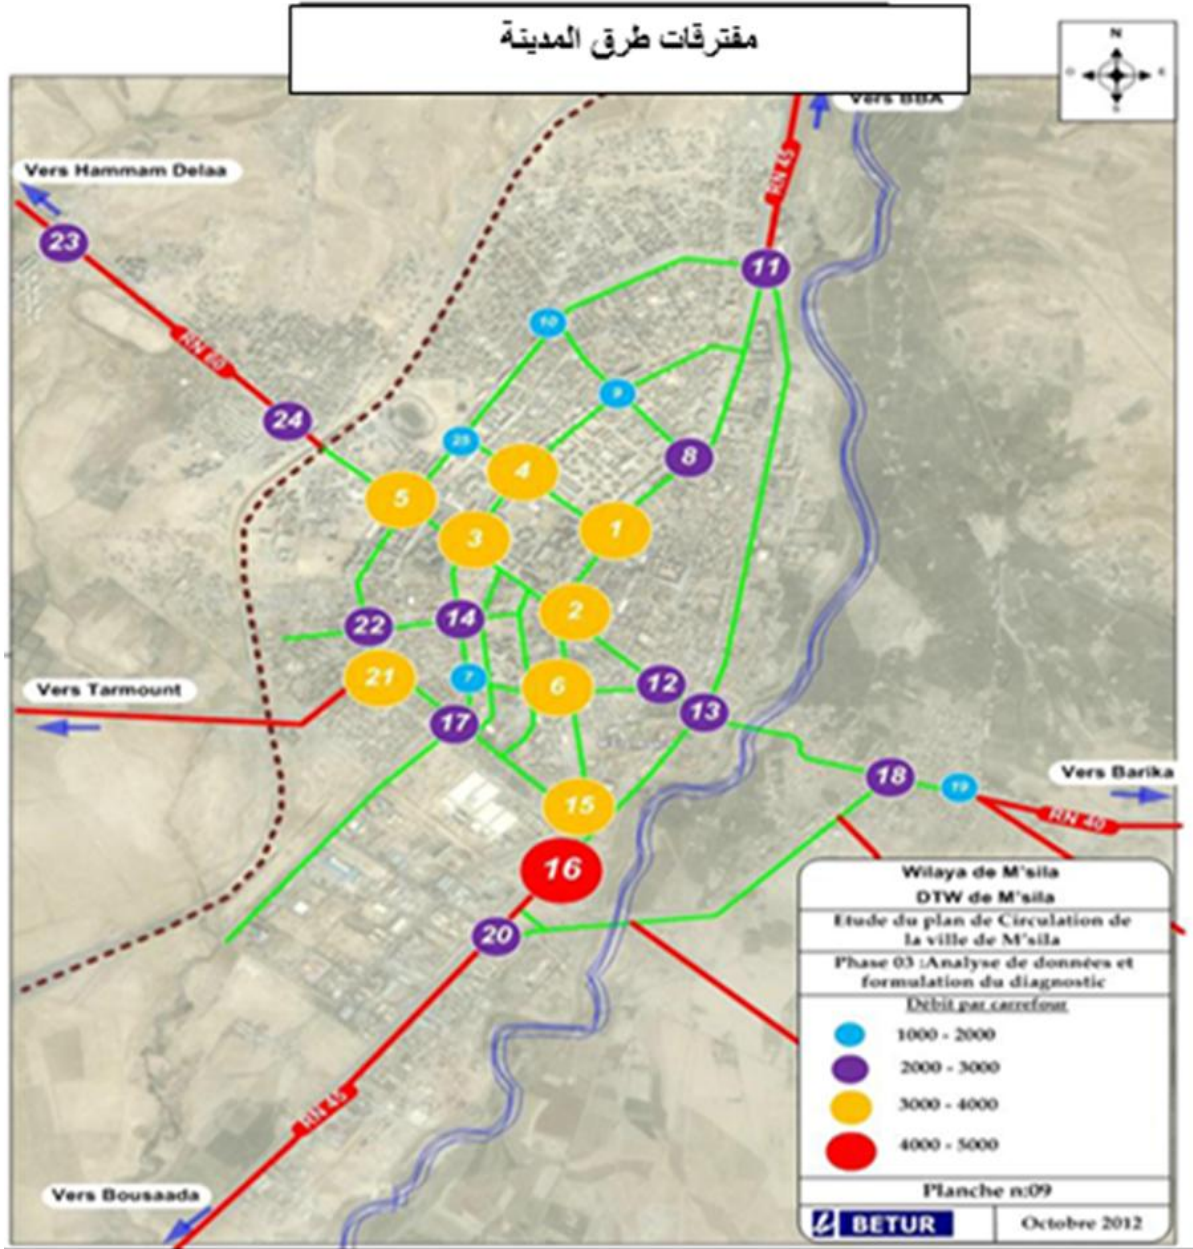 مفترقات طرق المدينة
N
O
E
S
Vers BBA
Vers Hammam Delaa
RN 45
23
11
10
RN 60
9
24
25
8
4
5
1
3
2
14
22
21
7
6
12
Vers Tarmount
13
17
Vers Barika
18
19
15
RN 40
16
Wilaya de M'sila
DTW de M'sila
Etude du plan de Circulation de
la ville de M'sila
20
Phase 03 :Analyse de données et
formulation du diagnostic
Débit par carrefour
1000 - 2000
2000 - 3000
3000 - 4000
4000 - 5000
RN 45
Vers Bousaada
Planche n:09
BETUR
Octobre 2012